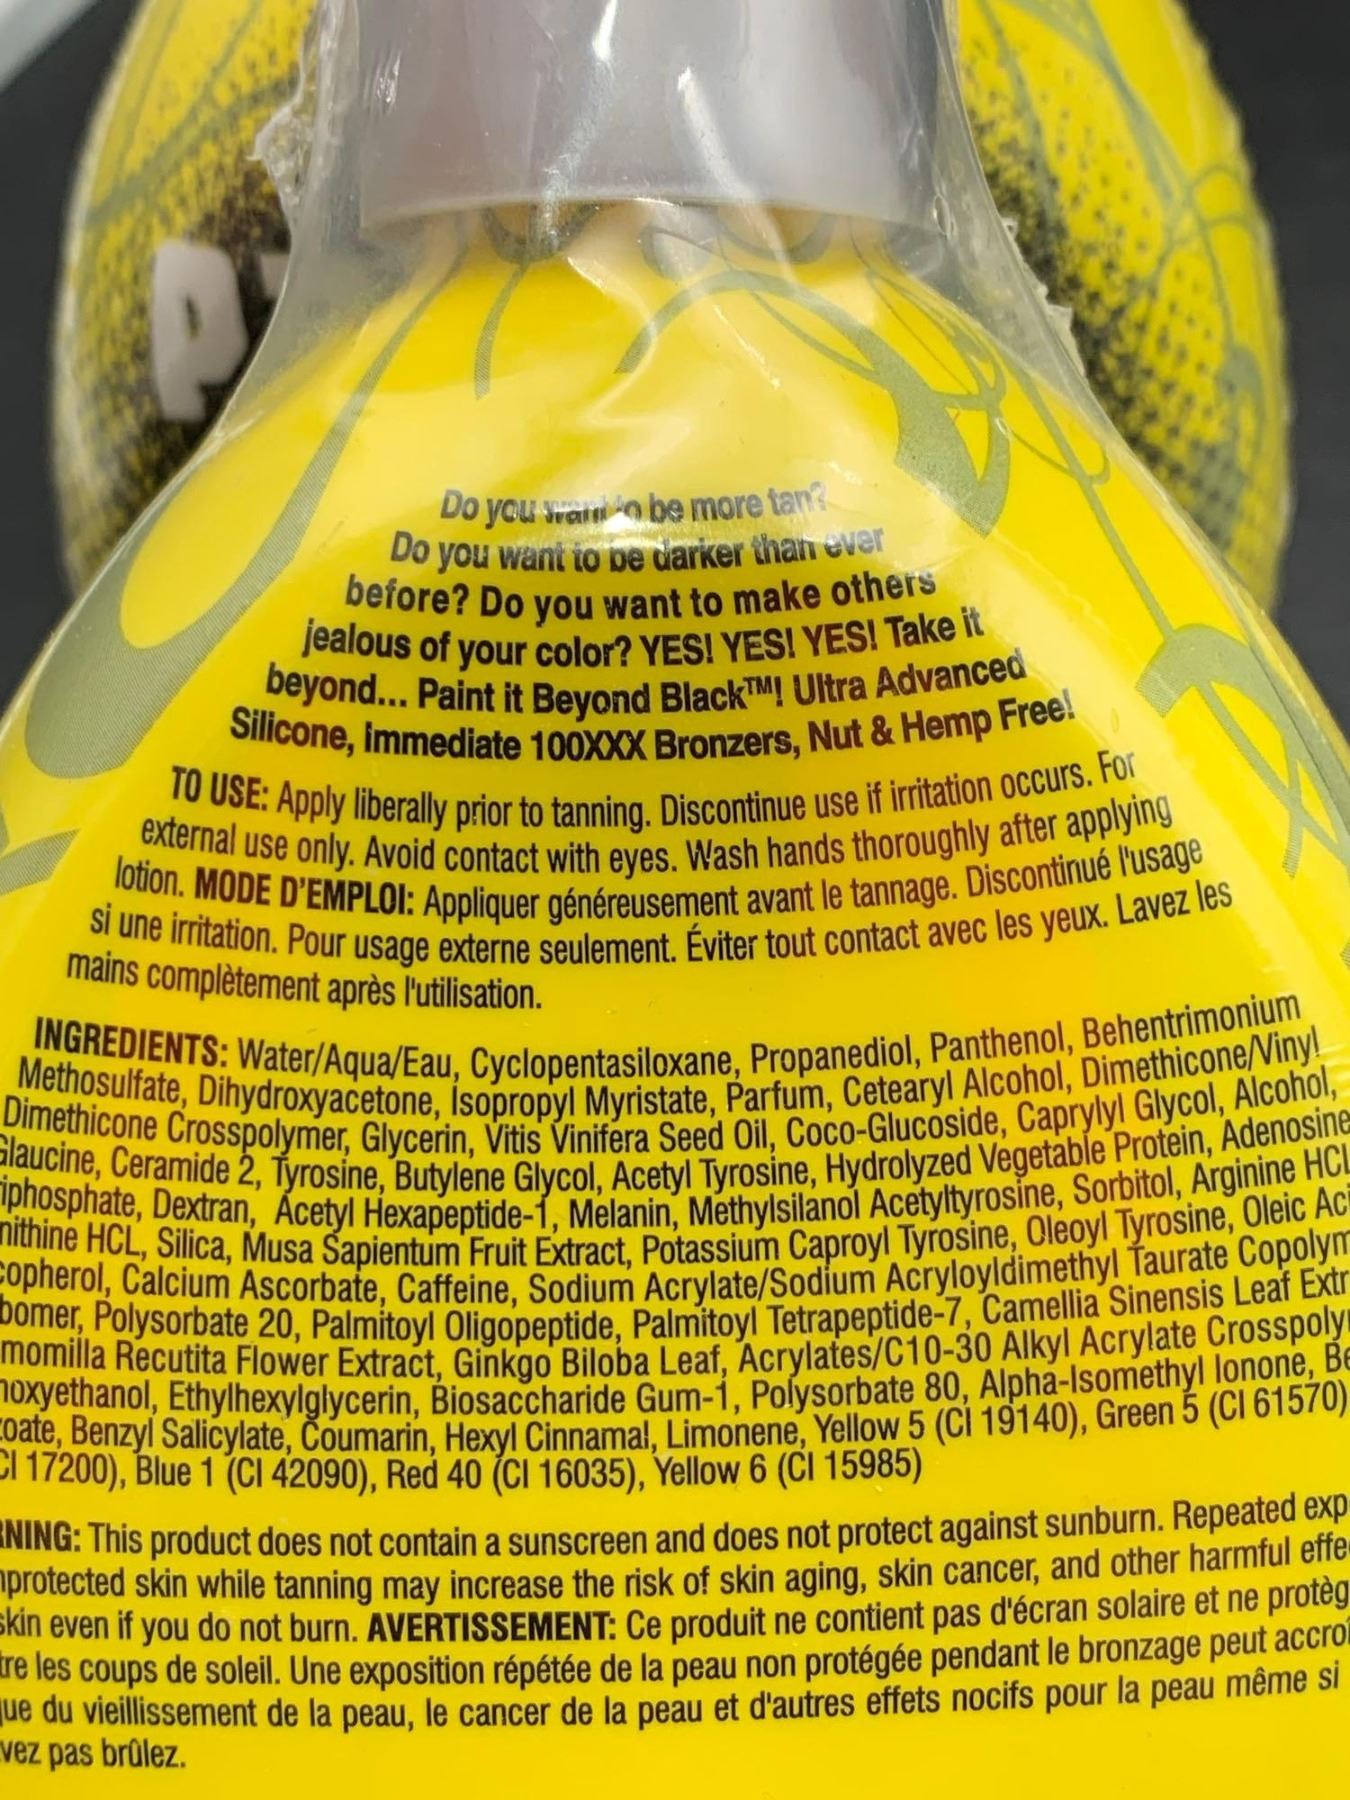 Do you want to be more tan?
Do you want to be darker than ever
before? Do you want to make others
jealous of your color? YES! YES! YES! Take it
beyond... Paint it Beyond Black™! Ultra Advanced
Silicone, Immediate 100XXX Bronzers, Nut & Hemp Free!
TO USE: Apply liberally prior to tanning. Discontinue use if irritation occurs. For
external use only. Avoid contact with eyes. Wash hands thoroughly after applying
lotion. MODE D'EMPLOI: Appliquer généreusement avant le tannage. Discontinué l'usage
si une irritation. Pour usage externe seulement. Éviter tout contact avec les yeux. Lavez les
mains complètement après l'utilisation.
INGREDIENTS: Water/Aqua/Eau, Cyclopentasiloxane, Propanediol, Panthenol, Behentrimonium
Methosulfate, Dihydroxyacetone, Isopropyl Myristate, Parfum, Cetearyl Alcohol, Dimethicone/Vinyl
Dimethicone Crosspolymer, Glycerin, Vitis Vinifera Seed Oil, Coco-Glucoside, Caprylyl Glycol, Alcohol,
Glaucine, Ceramide 2, Tyrosine, Butylene Glycol, Acetyl Tyrosine, Hydrolyzed Vegetable Protein, Adenosine
iphosphate, Dextran, Acetyl Hexapeptide-1, Melanin, Methylsilanol Acetyltyrosine, Sorbitol, Arginine HCL
nithine HCL, Silica, Musa Sapientum Fruit Extract, Potassium Caproyl Tyrosine, Oleoyl Tyrosine, Oleic Aci
copherol, Calcium Ascorbate, Caffeine, Sodium Acrylate/Sodium Acryloyldimethyl Taurate Copolym
bomer, Polysorbate 20, Palmitoyl Oligopeptide, Palmitoyl Tetrapeptide-7, Camellia Sinensis Leaf Extr
momilla Recutita Flower Extract, Ginkgo Biloba Leaf, Acrylates/C10-30 Alkyl Acrylate Crosspoly
noxyethanol, Ethylhexylglycerin, Biosaccharide Gum-1, Polysorbate 80, Alpha-Isomethyl Ionone, Be
oate, Benzyl Salicylate, Coumarin, Hexyl Cinnamal, Limonene, Yellow 5 (CI 19140), Green 5 (CI 61570)
CI 17200), Blue 1 (CI 42090), Red 40 (CI 16035), Yellow 6 (CI 15985)
RNING: This product does not contain a sunscreen and does not protect against sunburn. Repeated exp
nprotected skin while tanning may increase the risk of skin aging, skin cancer, and other harmful effe
skin even if you do not burn. AVERTISSEMENT: Ce produit ne contient pas d'écran solaire et ne protèg
tre les coups de soleil. Une exposition répétée de la peau non protégée pendant le bronzage peut accroî
que du vieillissement de la peau, le cancer de la peau et d'autres effets nocifs pour la peau même si
vez pas brûlez.